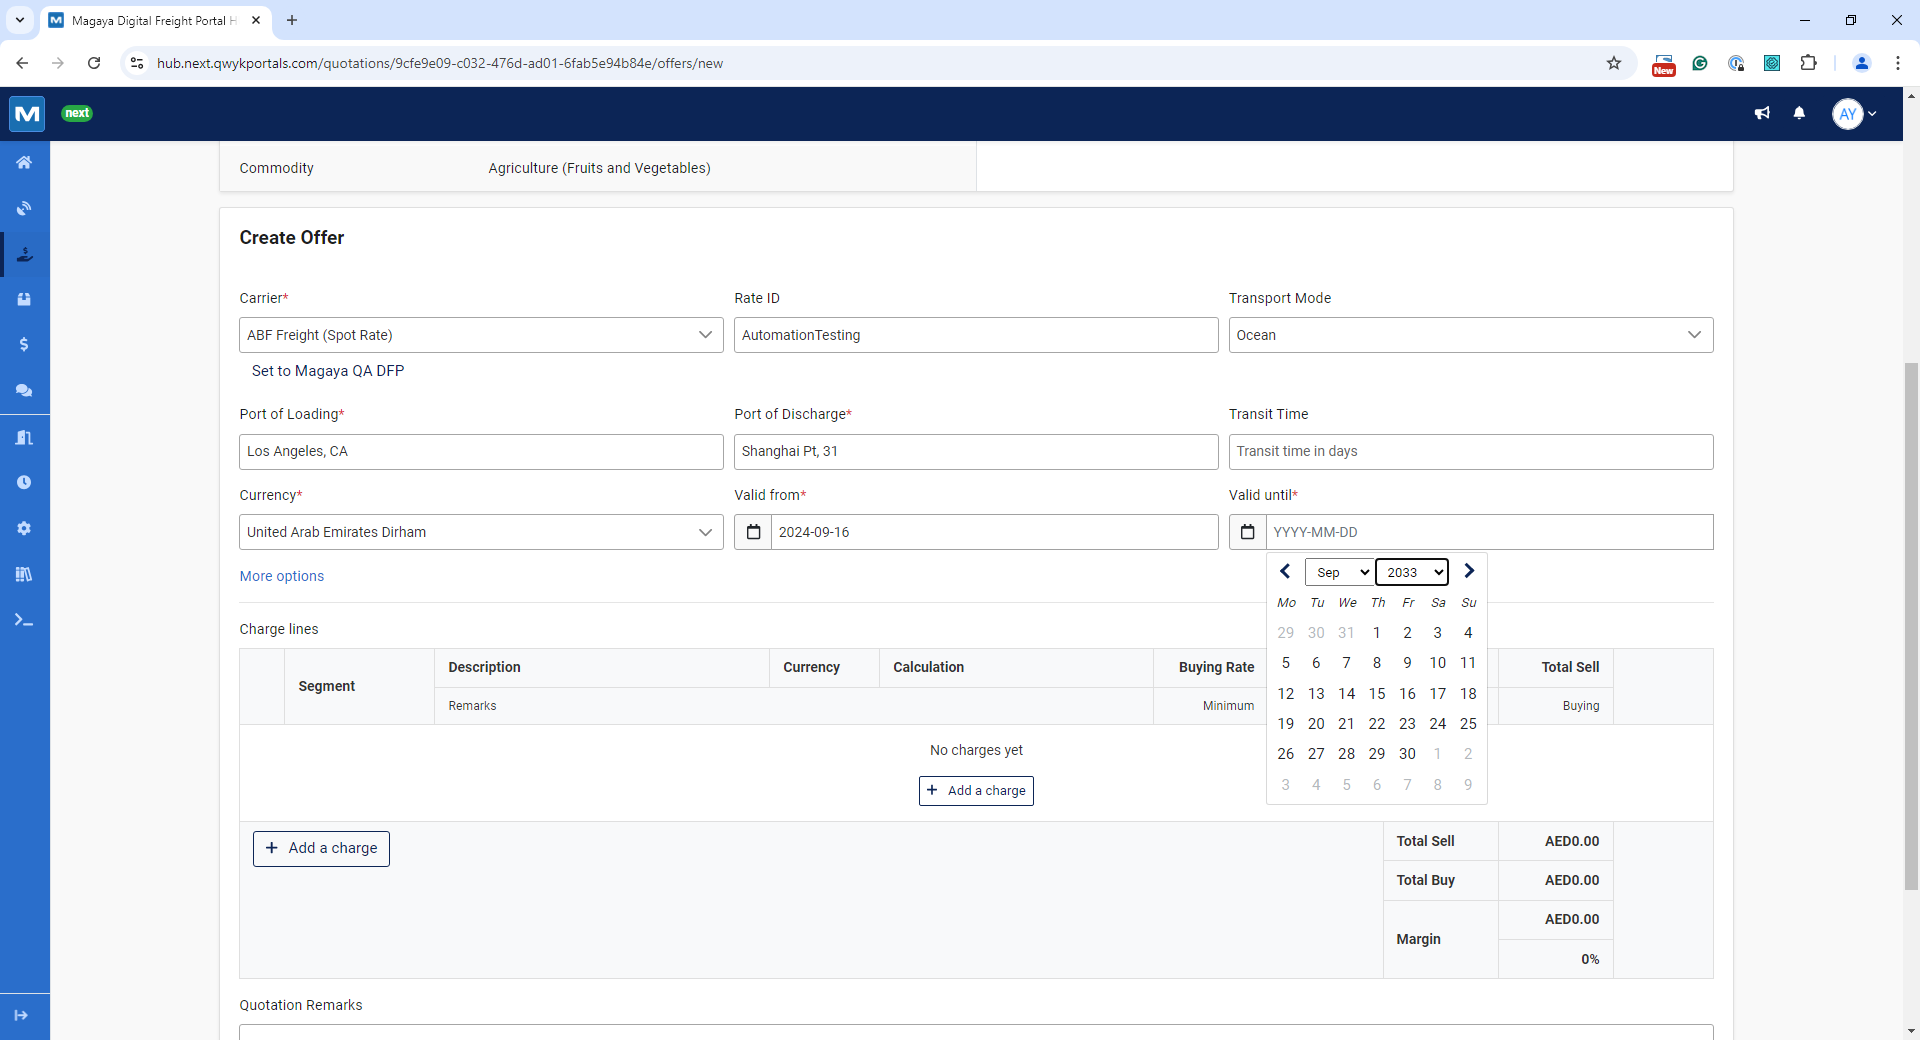 Magaya Digital Freight Portal H
hub.next.qwykportals.com/quotations/9cfe9e09-c032-476d-ad01-6fab5e94b84e/offers/new
New
M
next
AY
Commodity Agriculture (Fruits and Vegetables)
Create Offer
Carrier* Rate ID Transport Mode
ABF Freight (Spot Rate) AutomationTesting Ocean
Set to Magaya QA DFP
Port of Loading* Port of Discharge* Transit Time
Los Angeles, CA Shanghai Pt, 31 Transit time in days
Currency* Valid from* Valid until*
United Arab Emirates Dirham 2024-09-16 YYYY-MM-DD
More options
Sep 2033
Mo Tu We Th Fr Sa Su
29 30 31 1 2 3 4
5 6 7 8 9 10 11
12 13 14 15 16 17 18
19 20 21 22 23 24 25
26 27 28 29 30 1 2
3 4 5 6 7 8 9
Charge lines
Segment Description Currency Calculation Buying Rate Total Sell
Remarks Minimum Buying
No charges yet
+ Add a charge
+ Add a charge
Total Sell AED0.00
Total Buy AED0.00
Margin AED0.00
0%
Quotation Remarks